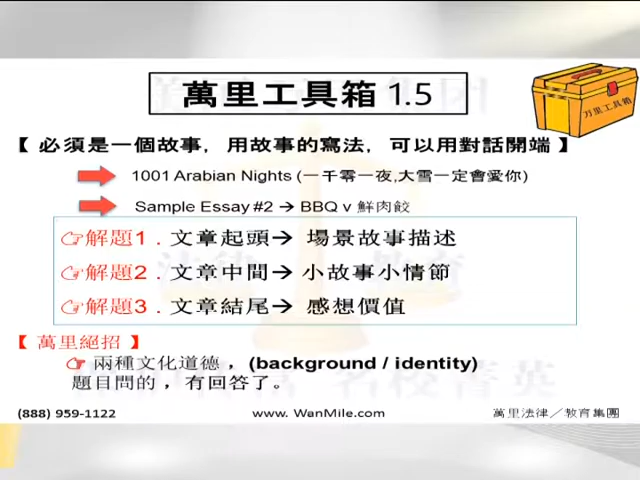 萬里工具箱 1.5
万里工具箱
【 必須是一個故事，用故事的寫法，可以用對話開端 】
1001 Arabian Nights (一千零一夜,大雪一定會愛你)
Sample Essay #2 → BBQ v 鮮肉餃
☞解題1．文章起頭→ 場景故事描述
☞解題2．文章中間→ 小故事小情節
☞解題3．文章結尾→ 感想價值
【 萬里絕招 】
☞ 兩種文化道德，(background / identity)
題目問的，有回答了。
(888) 959-1122
www. WanMile.com
萬里法律／教育集團